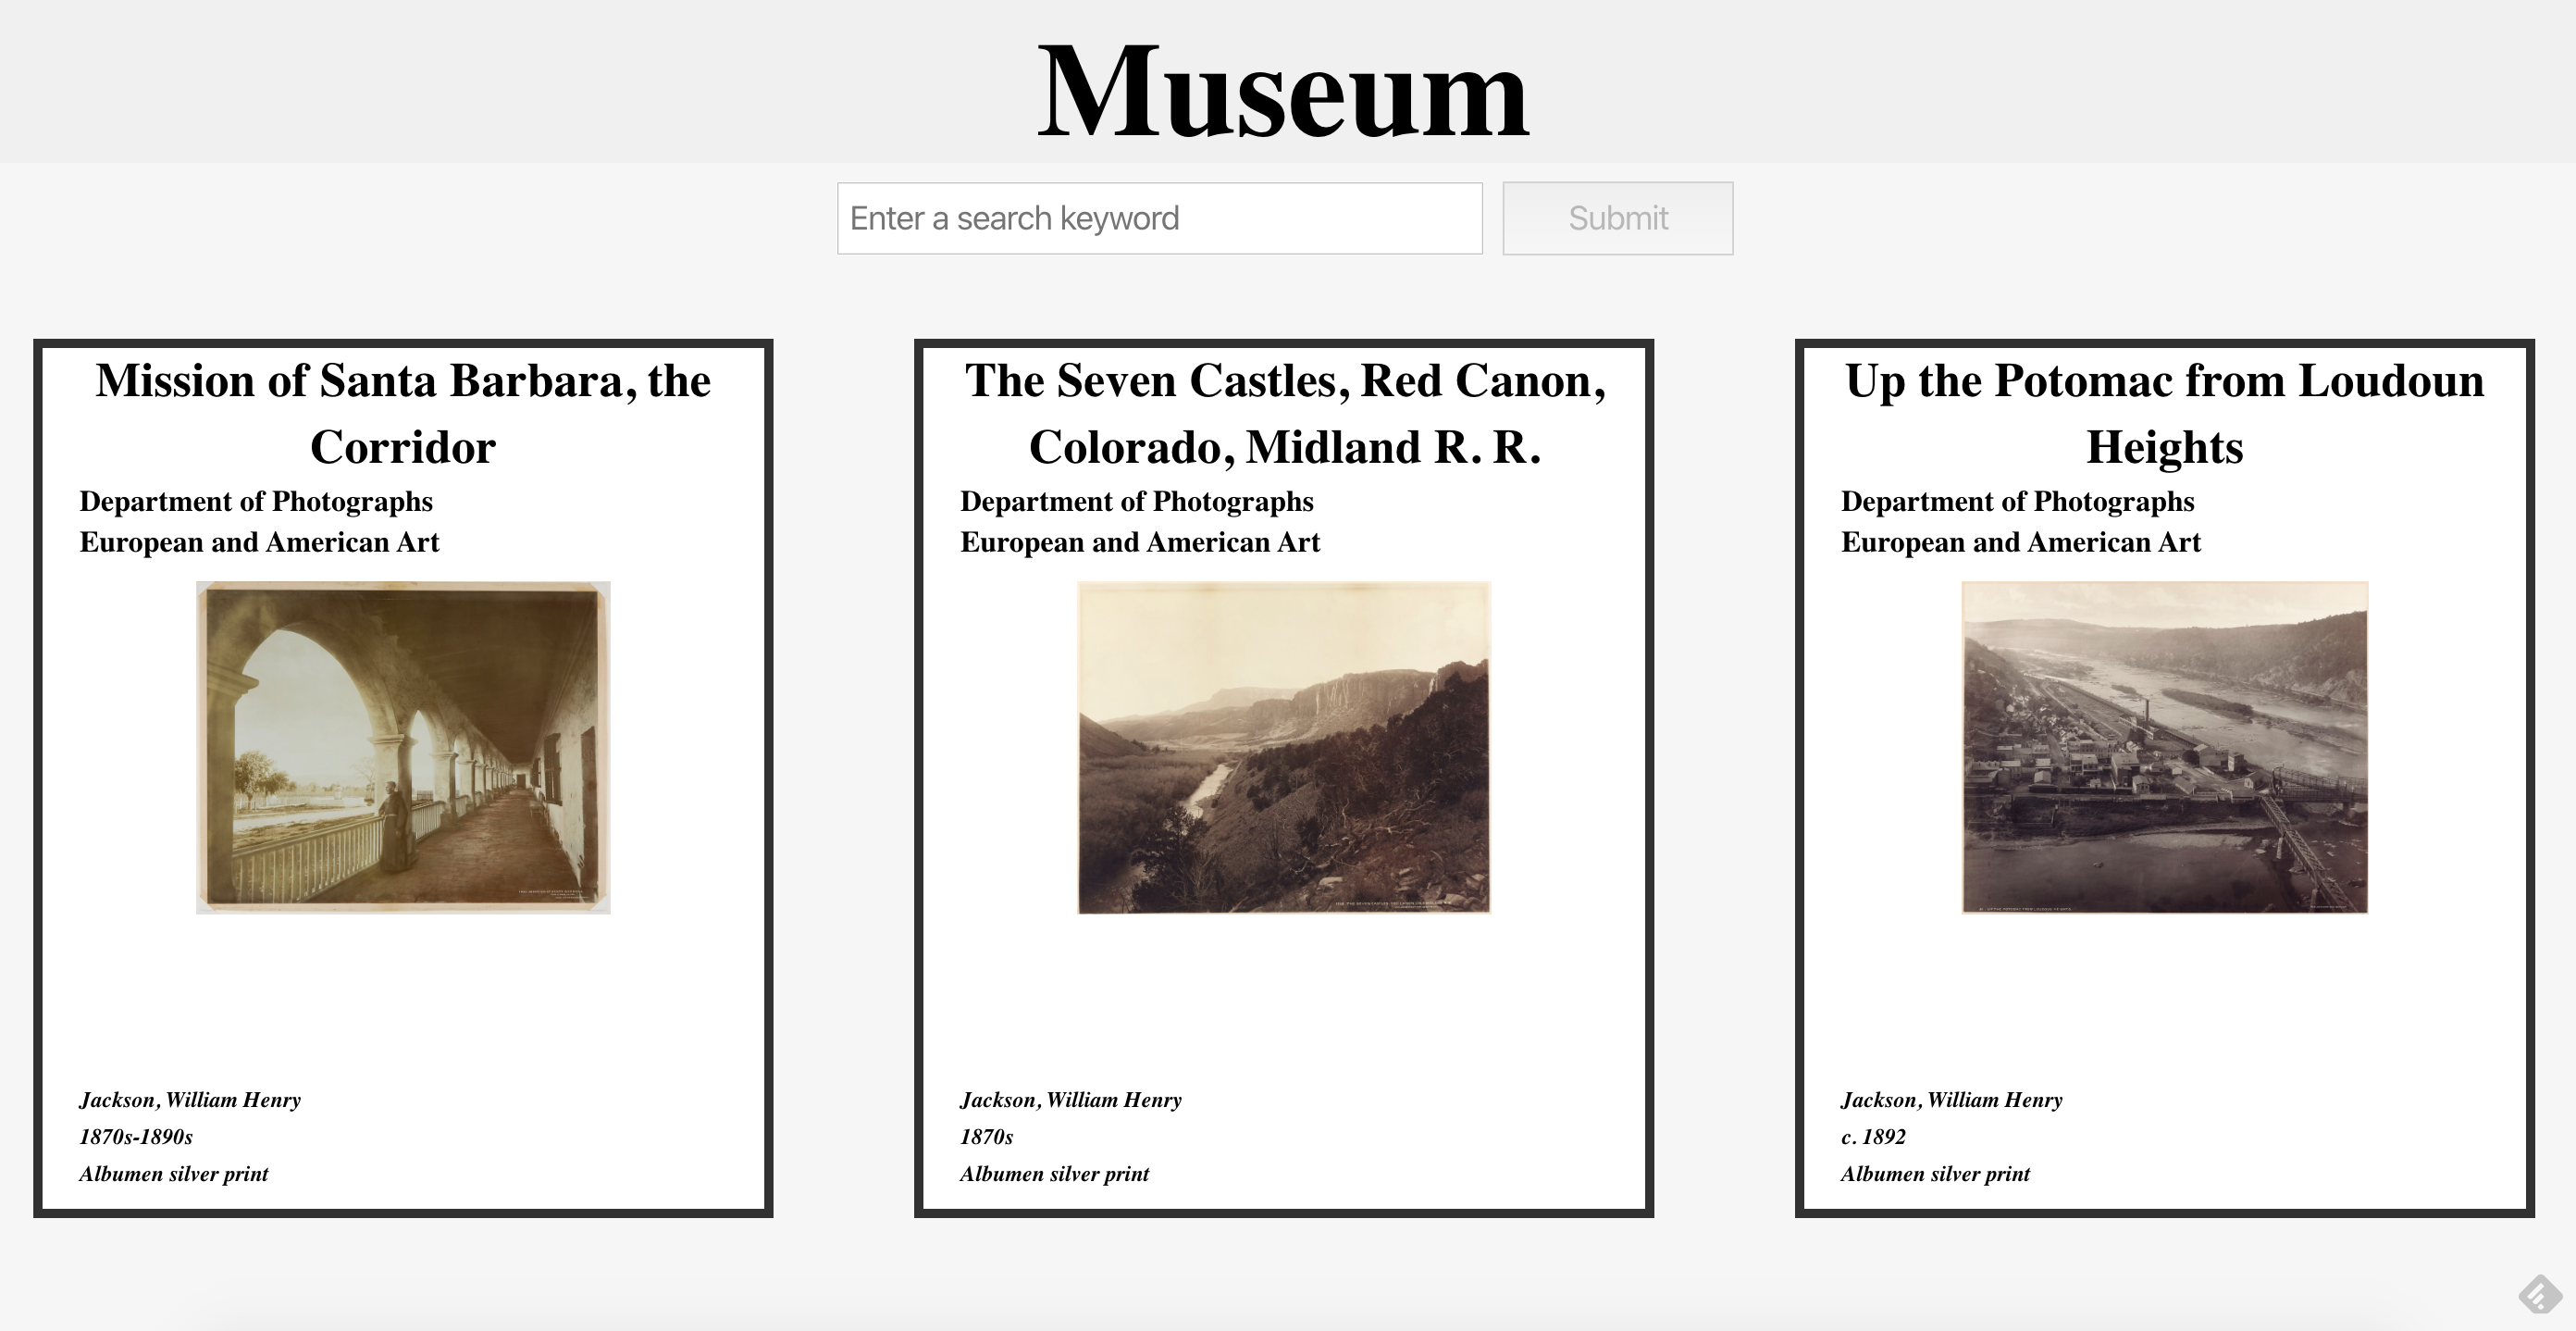 Museum
Enter a search keyword
Submit
Mission of Santa Barbara, the
Corridor
Department of Photographs
European and American Art
Jackson, William Henry
1870s-1890s
Albumen silver print
The Seven Castles, Red Canon,
Colorado, Midland R. R.
Department of Photographs
European and American Art
Jackson, William Henry
1870s
Albumen silver print
Up the Potomac from Loudoun
Heights
Department of Photographs
European and American Art
Jackson, William Henry
c. 1892
Albumen silver print